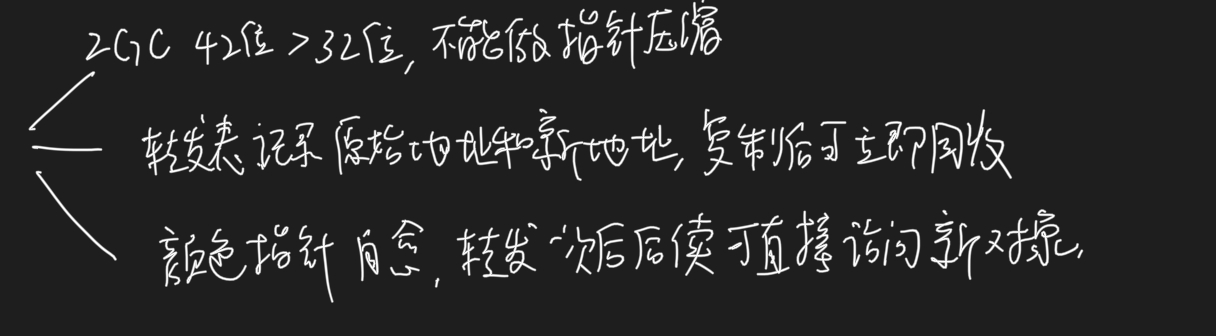 ZGC 42位>32位,不能做指针压缩
转发表记录原始地址和新地址,复制后可立即回收
颜色指针自愈,转发一次后后续可直接访问新对象.